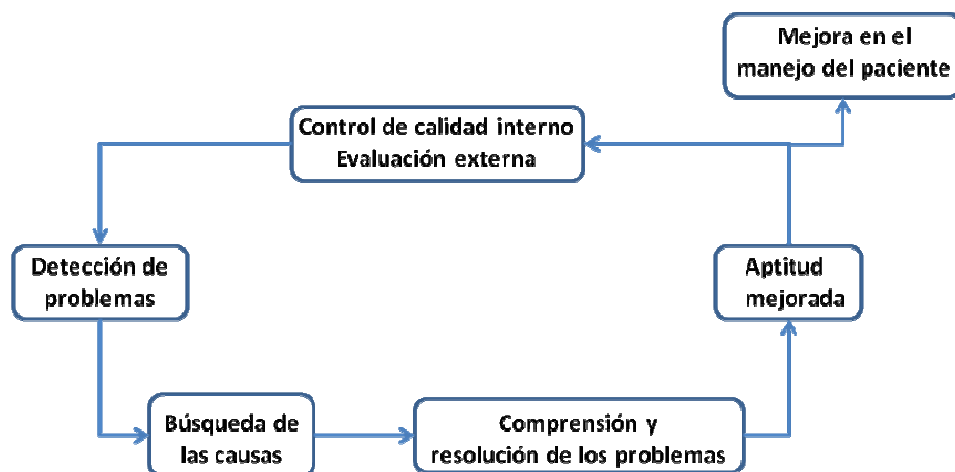 Mejora en el
manejo del paciente
Control de calidad interno
Evaluación externa
Detección de
problemas
Aptitud
mejorada
Búsqueda de
las causas
Comprensión y
resolución de los problemas